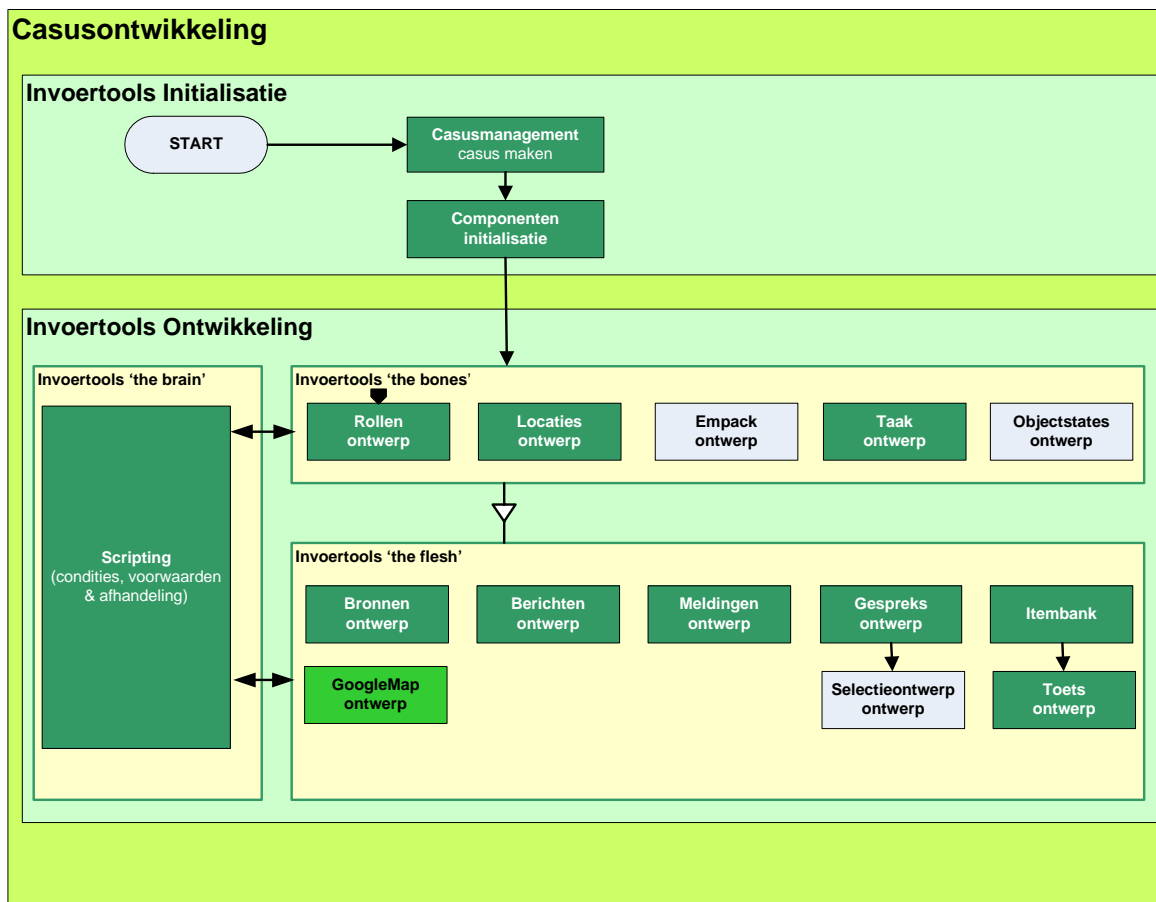 Casusontwikkeling
Invoertools Initialisatie
START
Casusmanagement
casus maken
Componenten
initialisatie
Invoertools Ontwikkeling
Invoertools ‘the brain’
Scripting
(condities, voorwaarden
& afhandeling)
Invoertools ‘the bones’
Rollen
ontwerp
Locaties
ontwerp
Empack
ontwerp
Taak
ontwerp
Objectstates
ontwerp
Invoertools ‘the flesh’
Bronnen
ontwerp
Berichten
ontwerp
Meldingen
ontwerp
Gespreks
ontwerp
Itembank
GoogleMap
ontwerp
Selectieontwerp
ontwerp
Toets
ontwerp